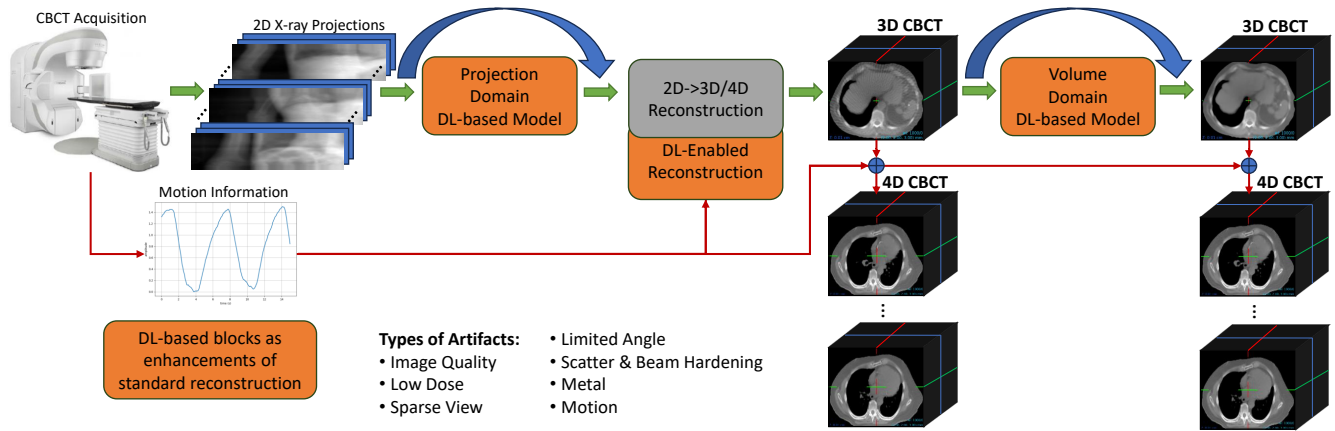 CBCT Acquisition
2D X-ray Projections
Projection
Domain
DL-based Model
2D->3D/4D
Reconstruction
DL-Enabled
Reconstruction
3D CBCT
Volume
Domain
DL-based Model
3D CBCT
4D CBCT
4D CBCT
Motion Information
DL-based blocks as
enhancements of
standard reconstruction
Types of Artifacts:
• Image Quality
• Low Dose
• Sparse View
• Limited Angle
• Scatter & Beam Hardening
• Metal
• Motion